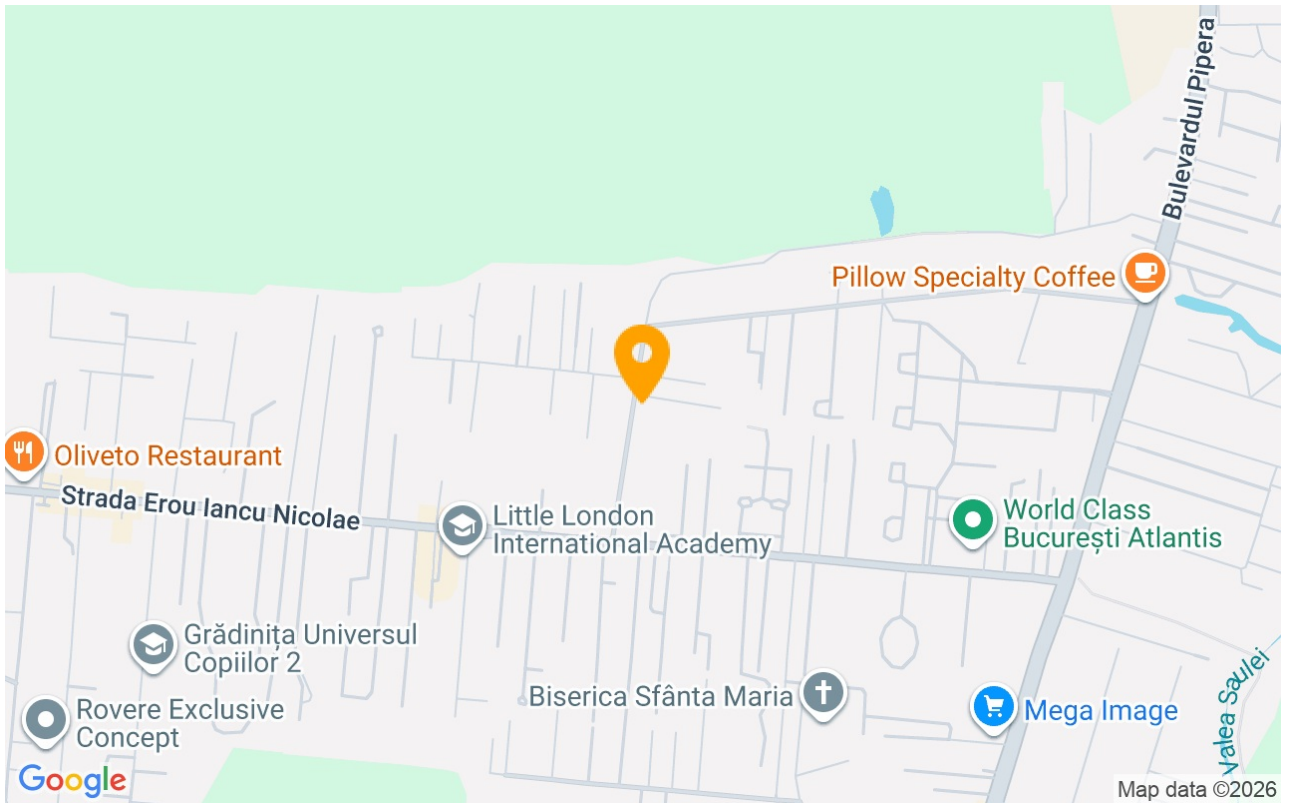 Bulevardul Pipera
Pillow Specialty Coffee
Oliveto Restaurant
Strada Erou Iancu Nicolae
Little London
International Academy
World Class
București Atlantis
Grădinița Universul
Copiilor 2
Biserica Sfânta Maria
Rovere Exclusive
Concept
Mega Image
Valea Saulei
Google
Map data ©2026